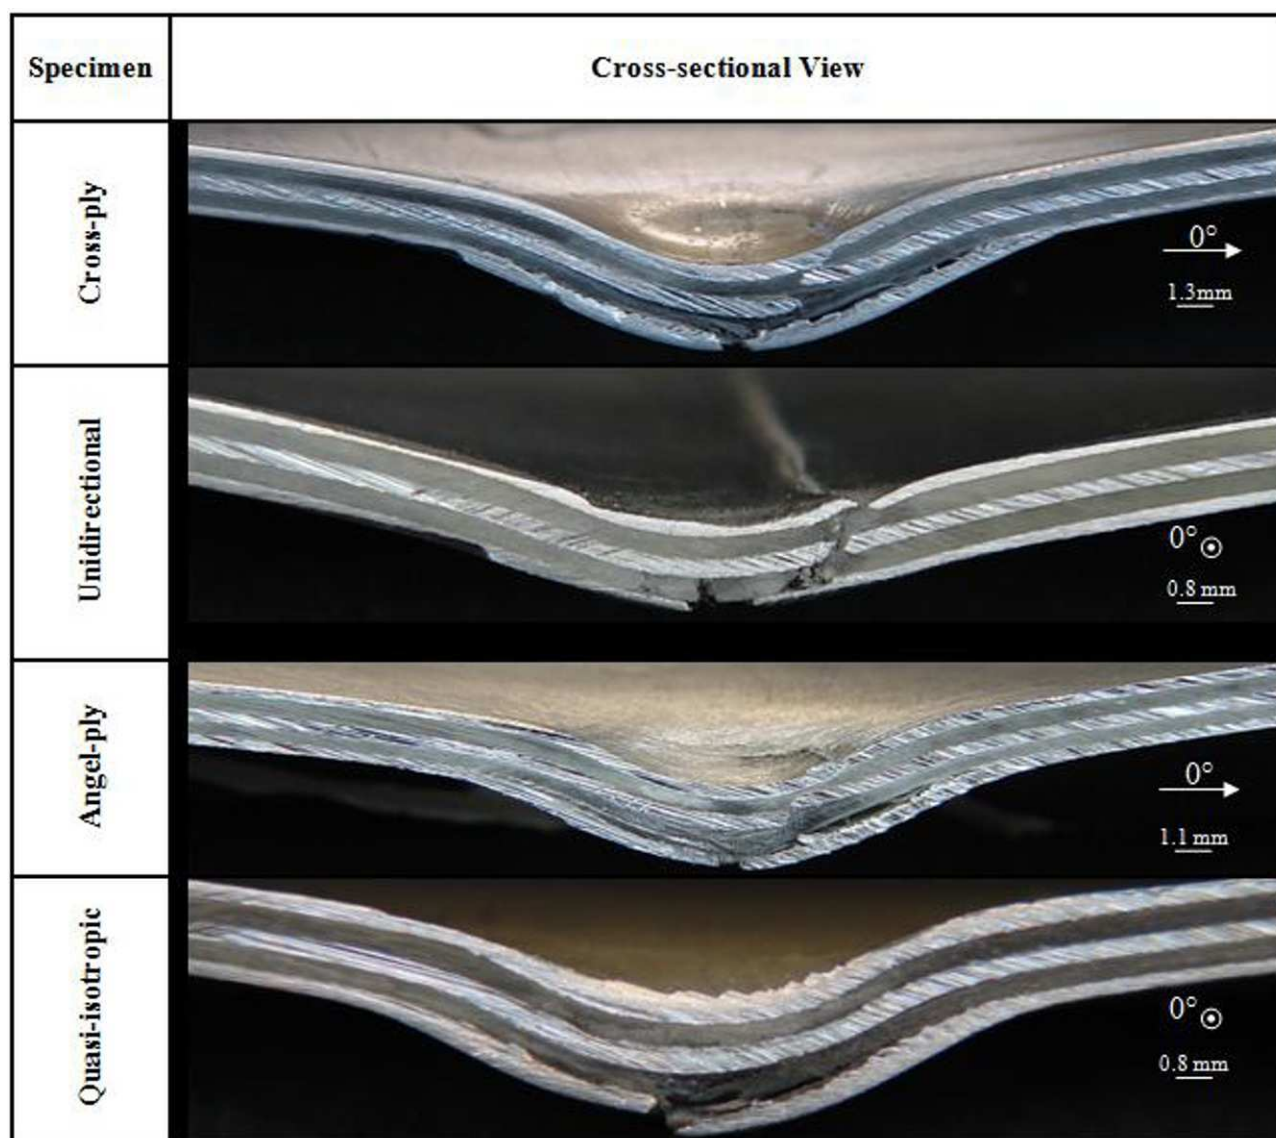 Specimen
Cross-sectional View
Cross-ply
0°
1.3mm
Unidirectional
0°
0.8 mm
Angel-ply
0°
1.1 mm
Quasi-isotropic
0°
0.8 mm